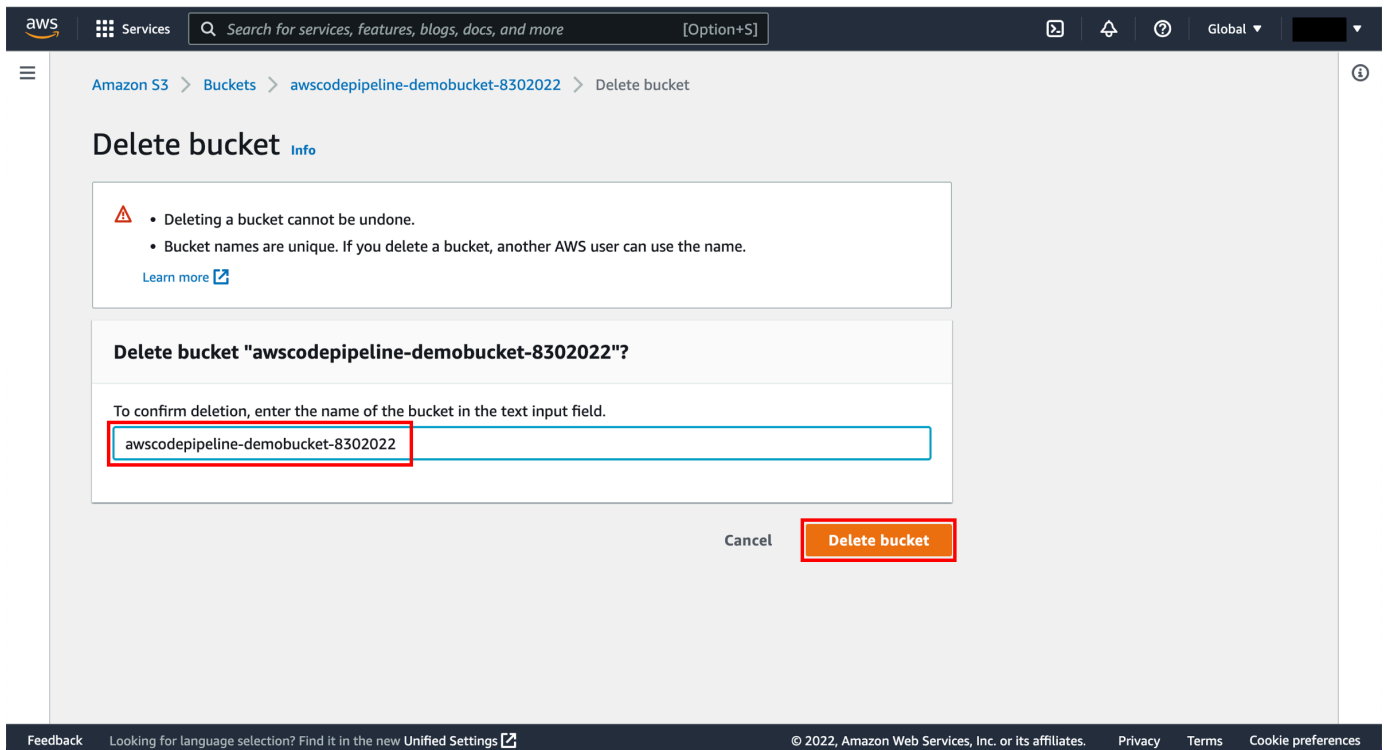 aws Services Search for services, features, blogs, docs, and more [Option+S] Global
Amazon S3 > Buckets > awscodepipeline-demobucket-8302022 > Delete bucket
Delete bucket Info
• Deleting a bucket cannot be undone.
• Bucket names are unique. If you delete a bucket, another AWS user can use the name.
Learn more
Delete bucket "awscodepipeline-demobucket-8302022"?
To confirm deletion, enter the name of the bucket in the text input field.
awscodepipeline-demobucket-8302022
Cancel Delete bucket
Feedback Looking for language selection? Find it in the new Unified Settings © 2022, Amazon Web Services, Inc. or its affiliates. Privacy Terms Cookie preferences